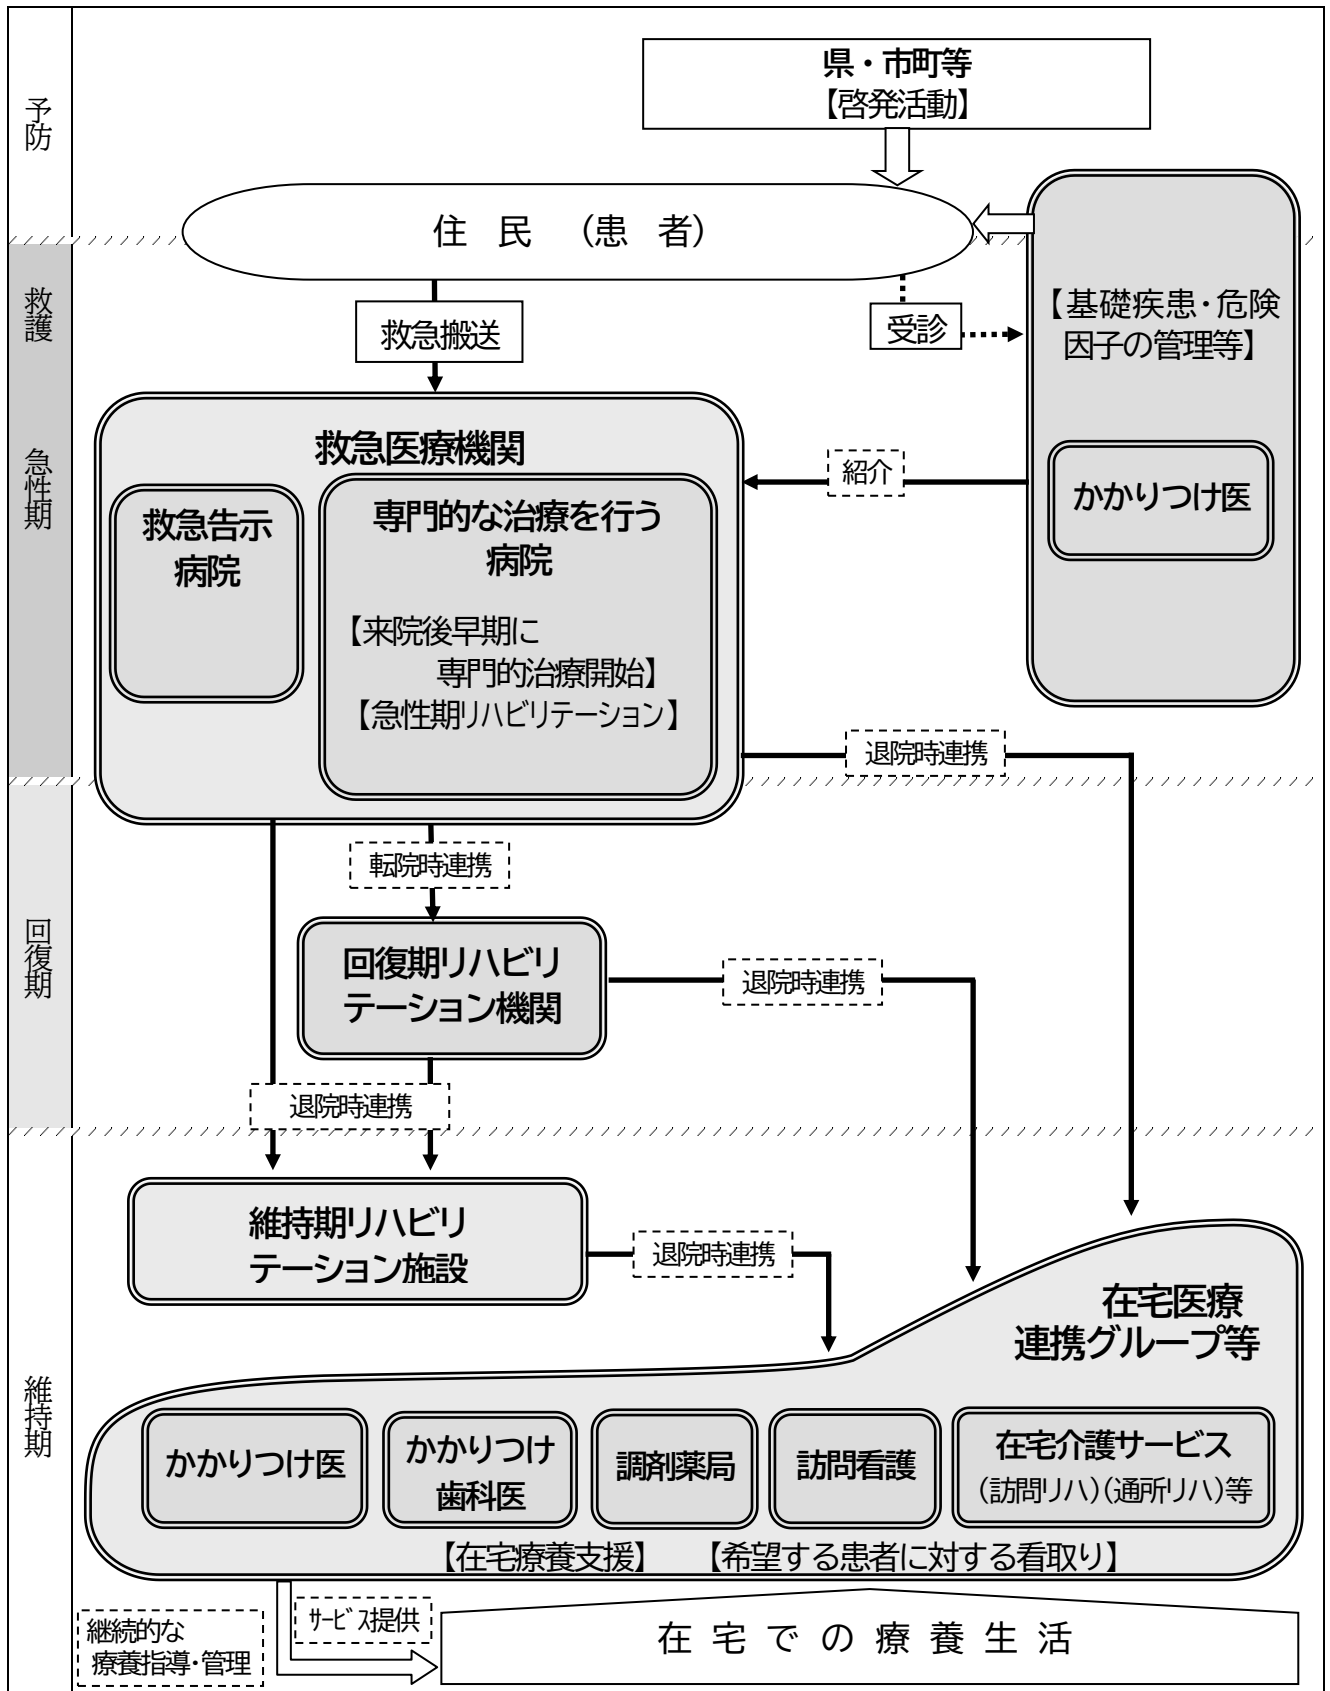 予防
県・市町等
【啓発活動】
住 民 （患 者）
救護
救急搬送
受診
【基礎疾患・危険
因子の管理等】
かかりつけ医
紹介
急性期
救急医療機関
救急告示
病院
専門的な治療を行う
病院
【来院後早期に
専門的治療開始】
【急性期リハビリテーション】
退院時連携
転院時連携
回復期
回復期リハビリ
テーション機関
退院時連携
退院時連携
維持期
維持期リハビリ
テーション施設
退院時連携
在宅医療
連携グループ等
かかりつけ医
かかりつけ
歯科医
調剤薬局
訪問看護
在宅介護サービス
（訪問リハ）（通所リハ）等
【在宅療養支援】 【希望する患者に対する看取り】
継続的な
療養指導・管理
サービス提供
在 宅 で の 療 養 生 活